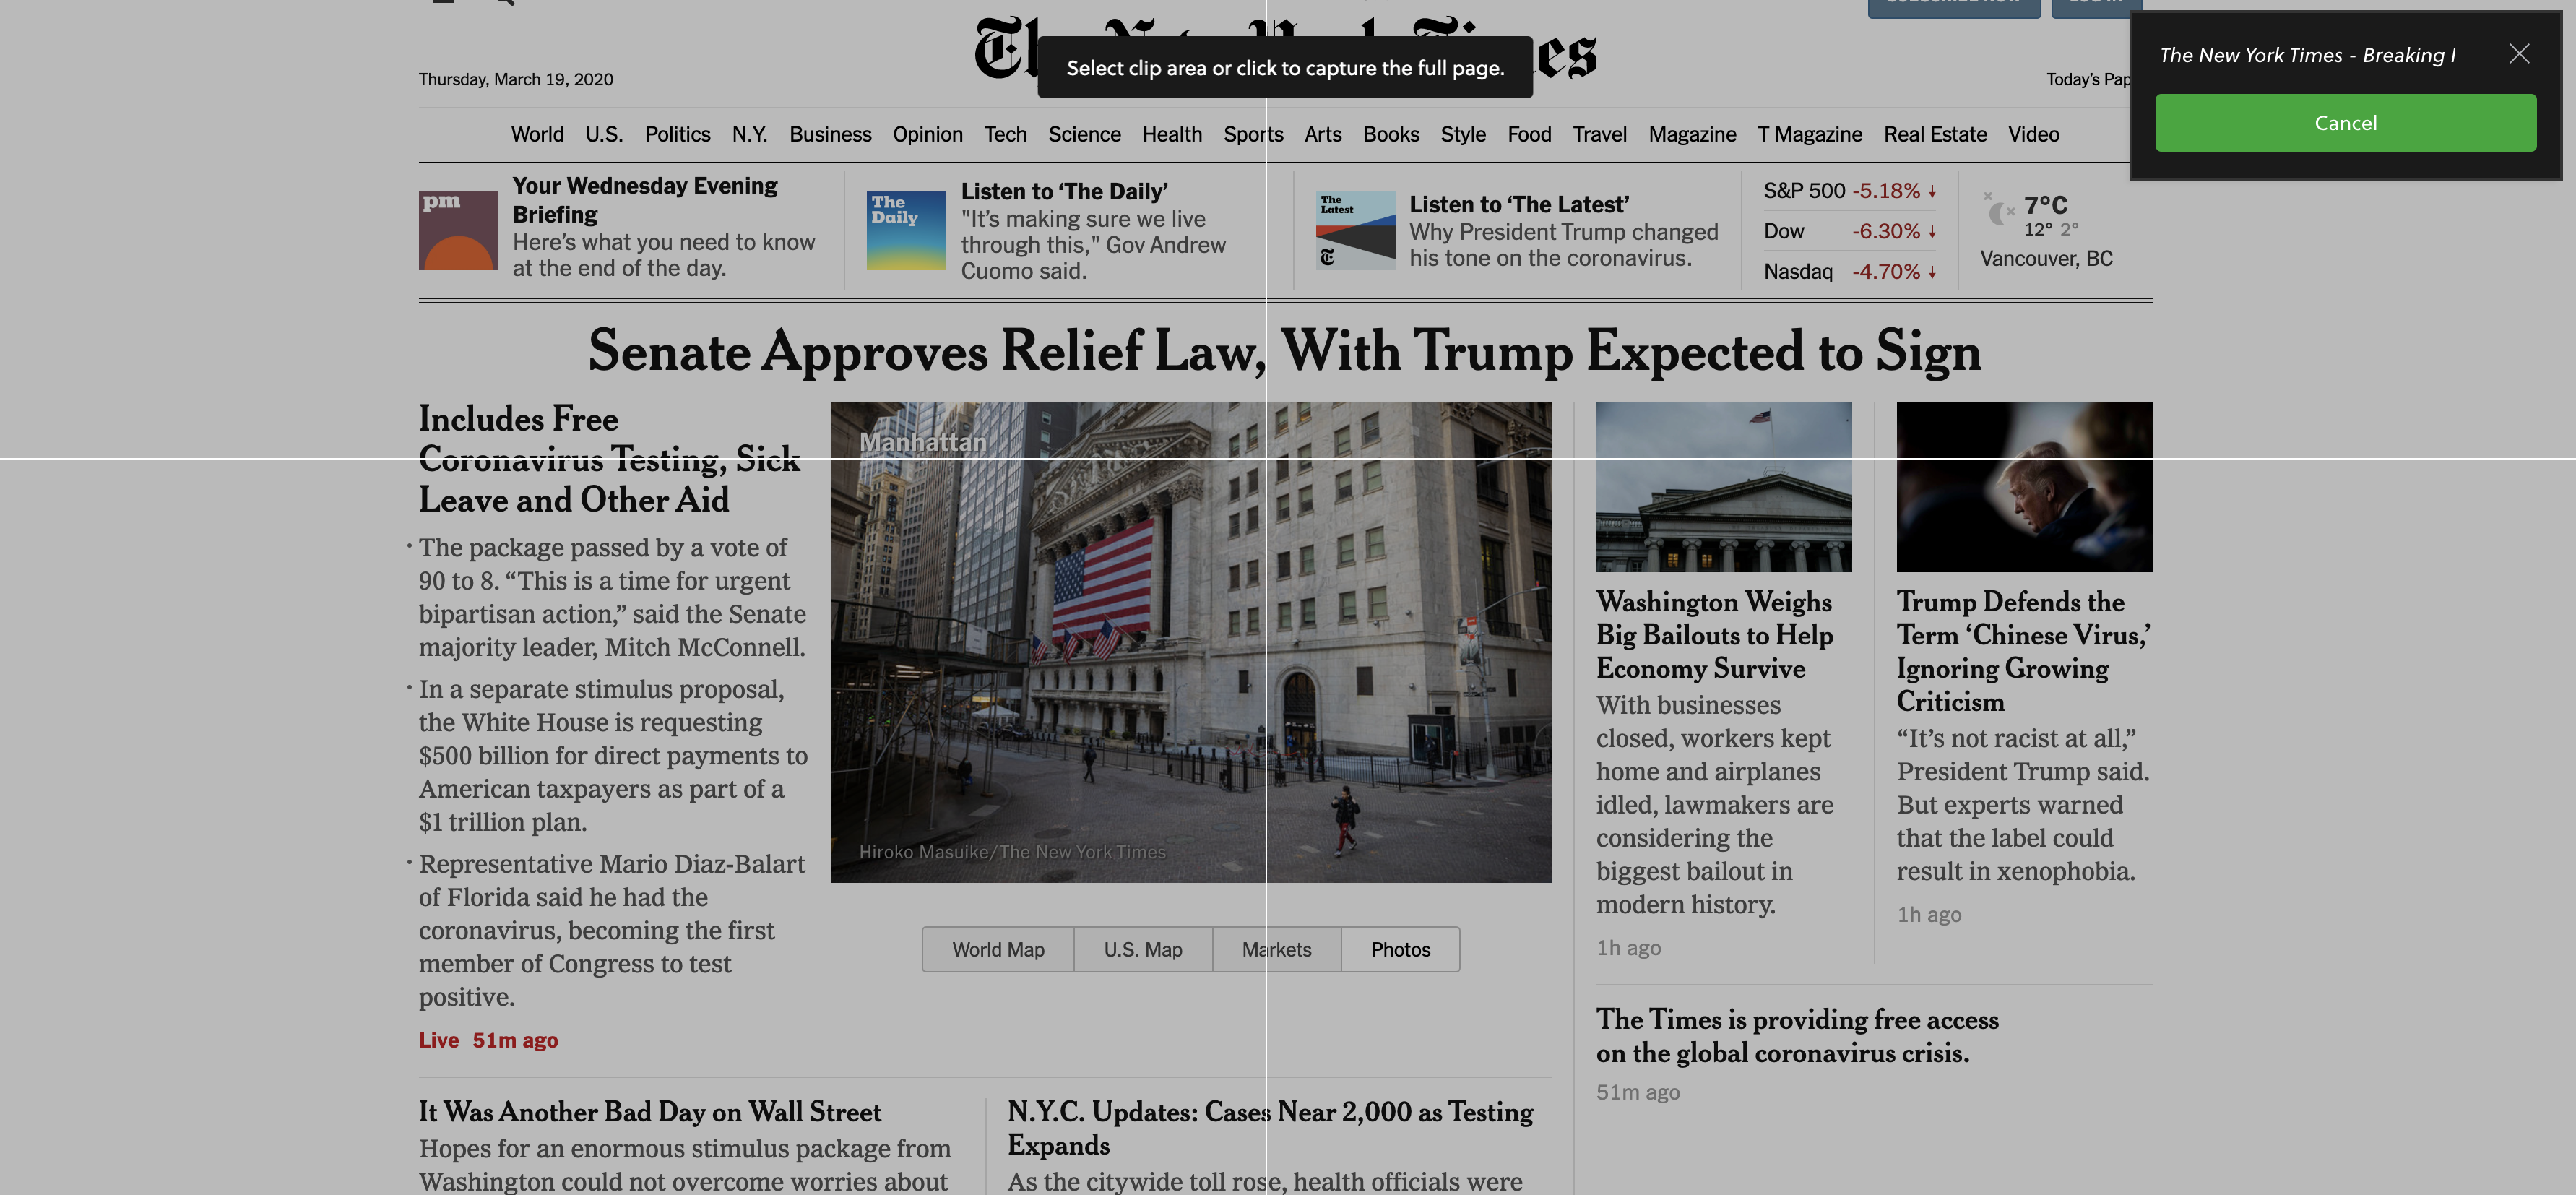 Select clip area or click to capture the full page.
The New York Times - Breaking
Cancel
Thursday, March 19, 2020
Today's Pap
World U.S. Politics N.Y. Business Opinion Tech Science Health Sports Arts Books Style Food Travel Magazine T Magazine Real Estate Video
pm
Your Wednesday Evening
Briefing
Here's what you need to know
at the end of the day.
The
Daily
Listen to ‘The Daily’
"It's making sure we live
through this," Gov Andrew
Cuomo said.
The
Latest
Listen to ‘The Latest’
Why President Trump changed
his tone on the coronavirus.
S&P 500 -5.18% ↓
Dow -6.30% ↓
Nasdaq -4.70% ↓
7°C
12° 2°
Vancouver, BC
Senate Approves Relief Law, With Trump Expected to Sign
Includes Free
Coronavirus Testing, Sick
Leave and Other Aid
• The package passed by a vote of
90 to 8. “This is a time for urgent
bipartisan action,” said the Senate
majority leader, Mitch McConnell.
• In a separate stimulus proposal,
the White House is requesting
$500 billion for direct payments to
American taxpayers as part of a
$1 trillion plan.
• Representative Mario Diaz-Balart
of Florida said he had the
coronavirus, becoming the first
member of Congress to test
positive.
Live 51m ago
Manhattan
Hiroko Masuike/The New York Times
World Map U.S. Map Markets Photos
Washington Weighs
Big Bailouts to Help
Economy Survive
With businesses
closed, workers kept
home and airplanes
idled, lawmakers are
considering the
biggest bailout in
modern history.
1h ago
Trump Defends the
Term ‘Chinese Virus,’
Ignoring Growing
Criticism
“It's not racist at all,”
President Trump said.
But experts warned
that the label could
result in xenophobia.
1h ago
The Times is providing free access
on the global coronavirus crisis.
51m ago
It Was Another Bad Day on Wall Street
Hopes for an enormous stimulus package from
Washington could not overcome worries about
N.Y.C. Updates: Cases Near 2,000 as Testing
Expands
As the citywide toll rose, health officials were